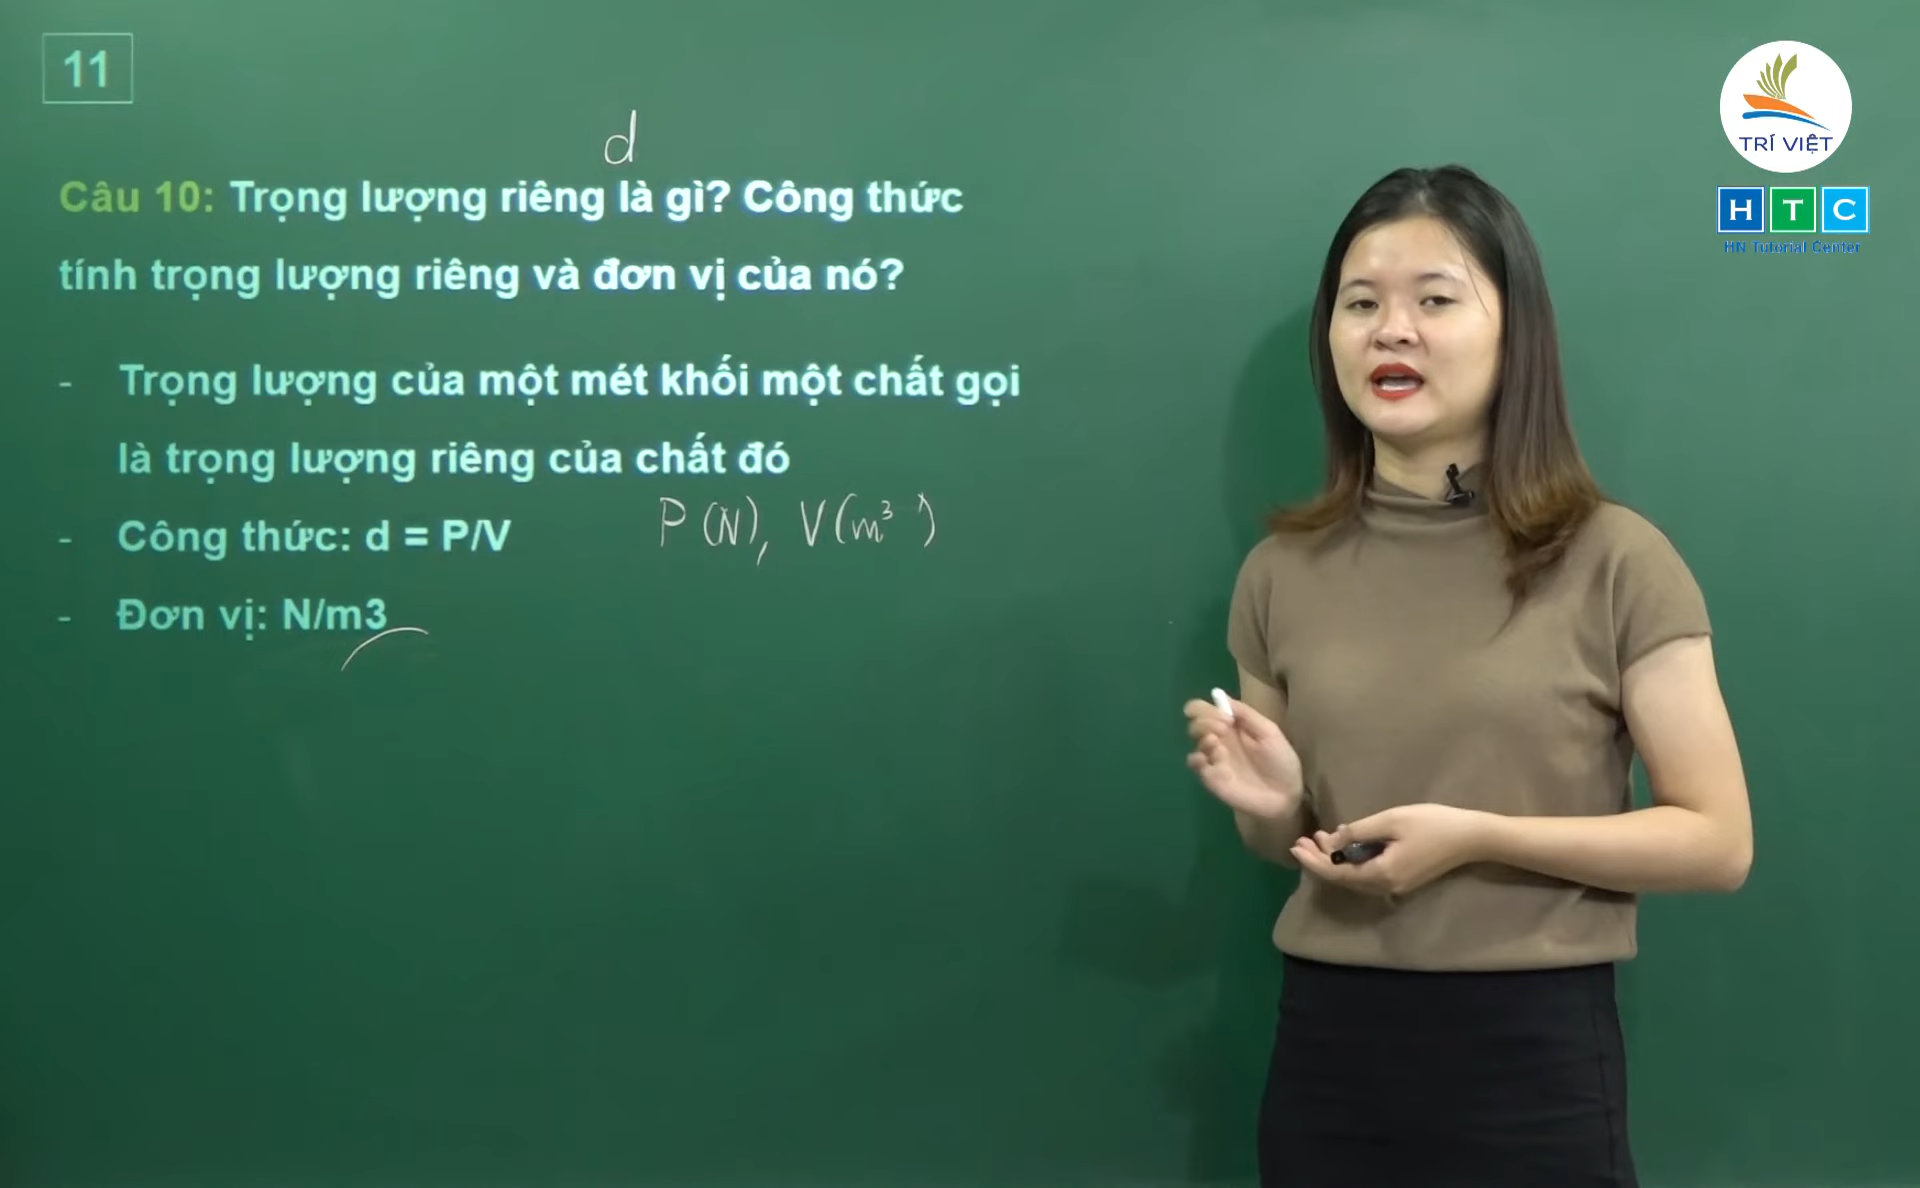 11
TRÍ VIỆT
H T C
HN Tutorial Center
d
Câu 10: Trọng lượng riêng là gì? Công thức
tính trọng lượng riêng và đơn vị của nó?
- Trọng lượng của một mét khối một chất gọi
là trọng lượng riêng của chất đó
- Công thức: d = P/V P (N), V (m³)
- Đơn vị: N/m3